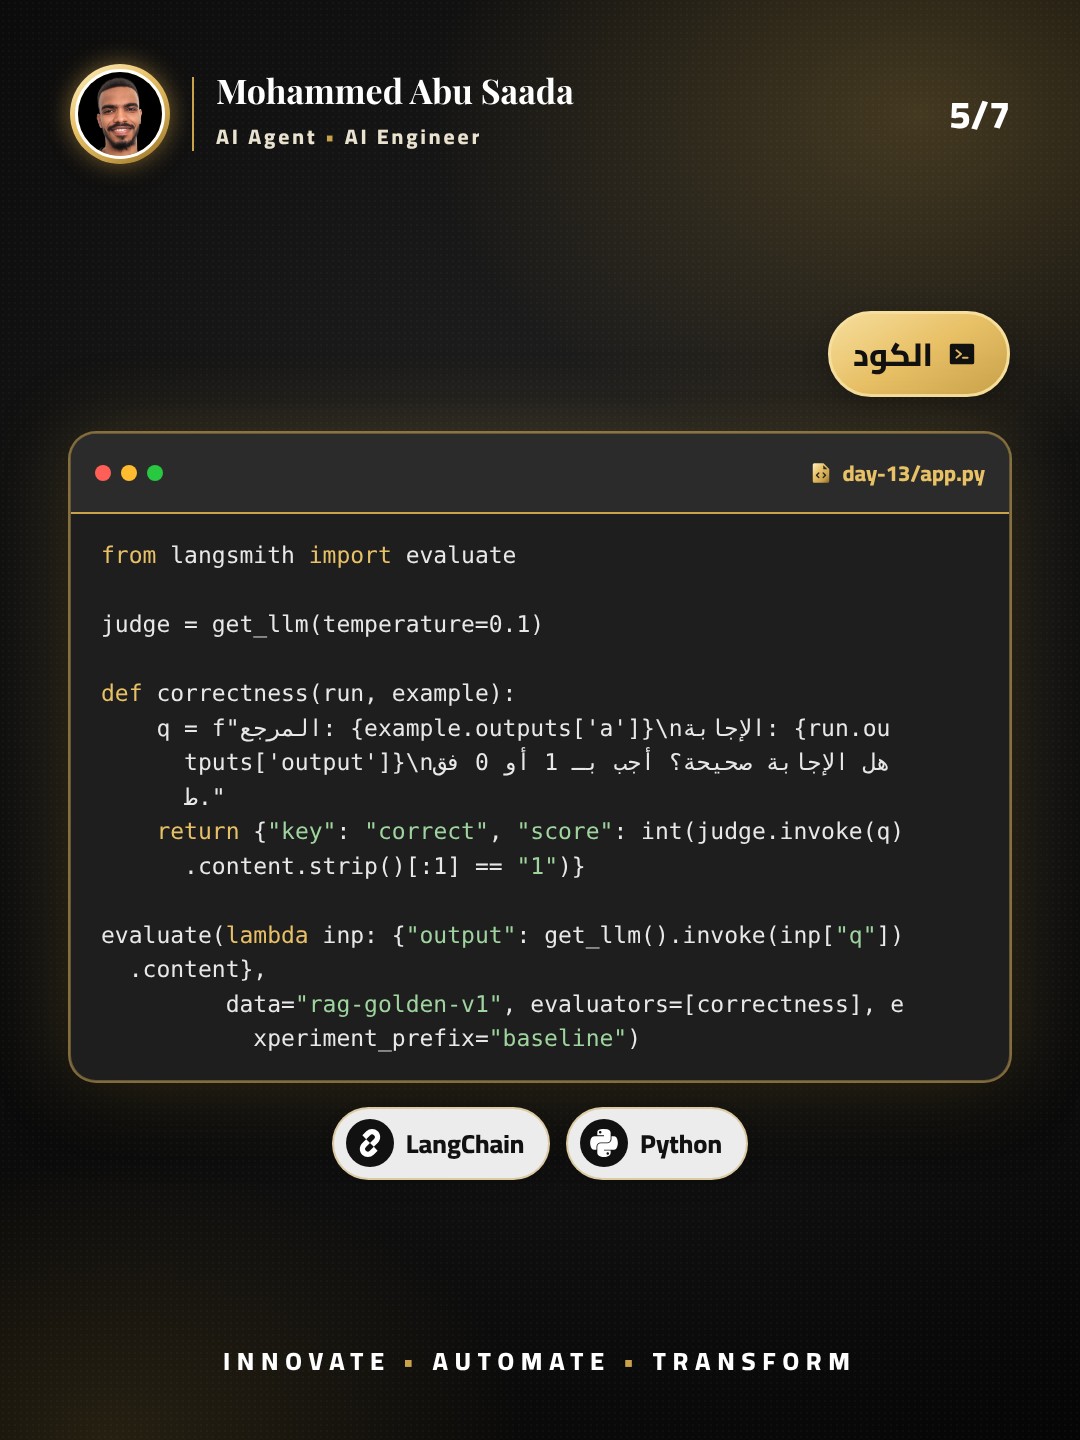 Mohammed Abu Saada
AI Agent ▪ AI Engineer
5/7
الكود
day-13/app.py
from langsmith import evaluate
judge = get_llm(temperature=0.1)
def correctness(run, example):
    q = f"المرجع: {example.outputs['a']}\nالإجابة: {run.ou
      tputs['output']}\nهل الإجابة صحيحة؟ أجب بـ 1 أو 0 فق
      ط."
    return {"key": "correct", "score": int(judge.invoke(q)
      .content.strip()[:1] == "1")}
evaluate(lambda inp: {"output": get_llm().invoke(inp["q"])
  .content},
         data="rag-golden-v1", evaluators=[correctness], e
           xperiment_prefix="baseline")
LangChain
Python
INNOVATE ▪ AUTOMATE ▪ TRANSFORM